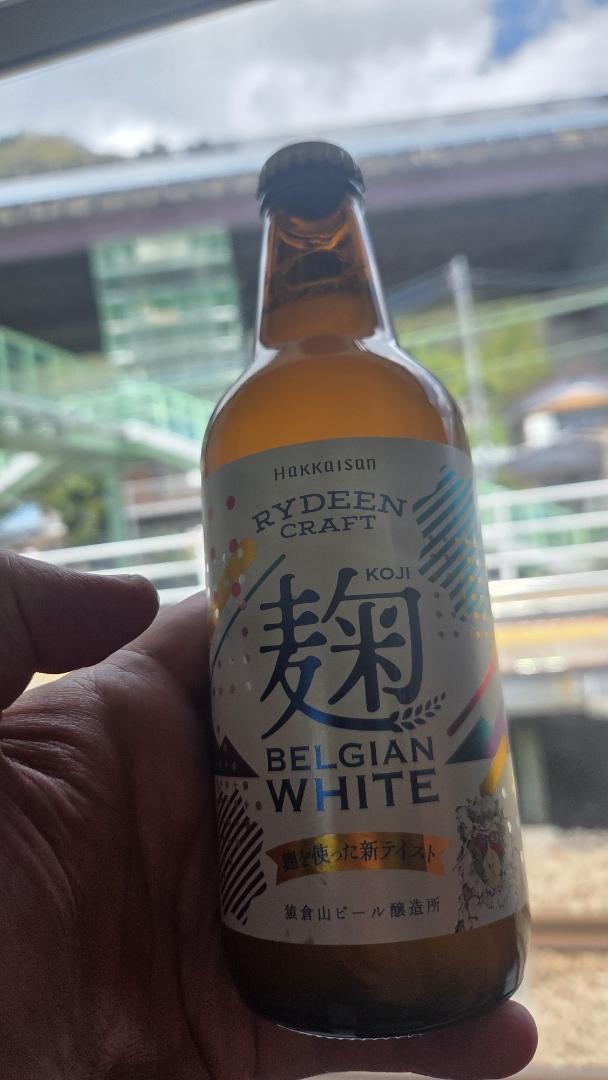 HAKKAISAN
RYDEEN
CRAFT
KOJI
麹
BELGIAN
WHITE
麹を使った新テイスト
猿倉山ビール醸造所